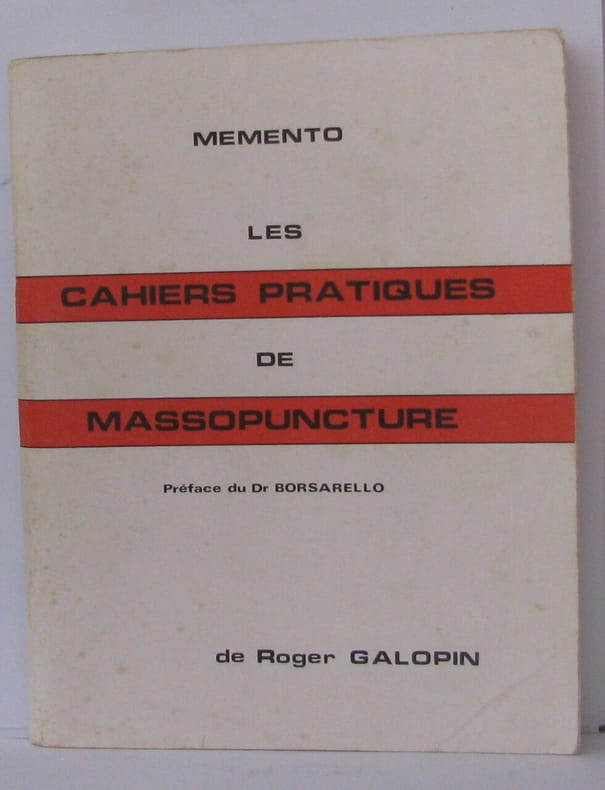 MEMENTO
LES
CAHIERS PRATIQUES
DE
MASSOPUNCTURE
Préface du Dr BORSARELLO
de Roger GALOPIN